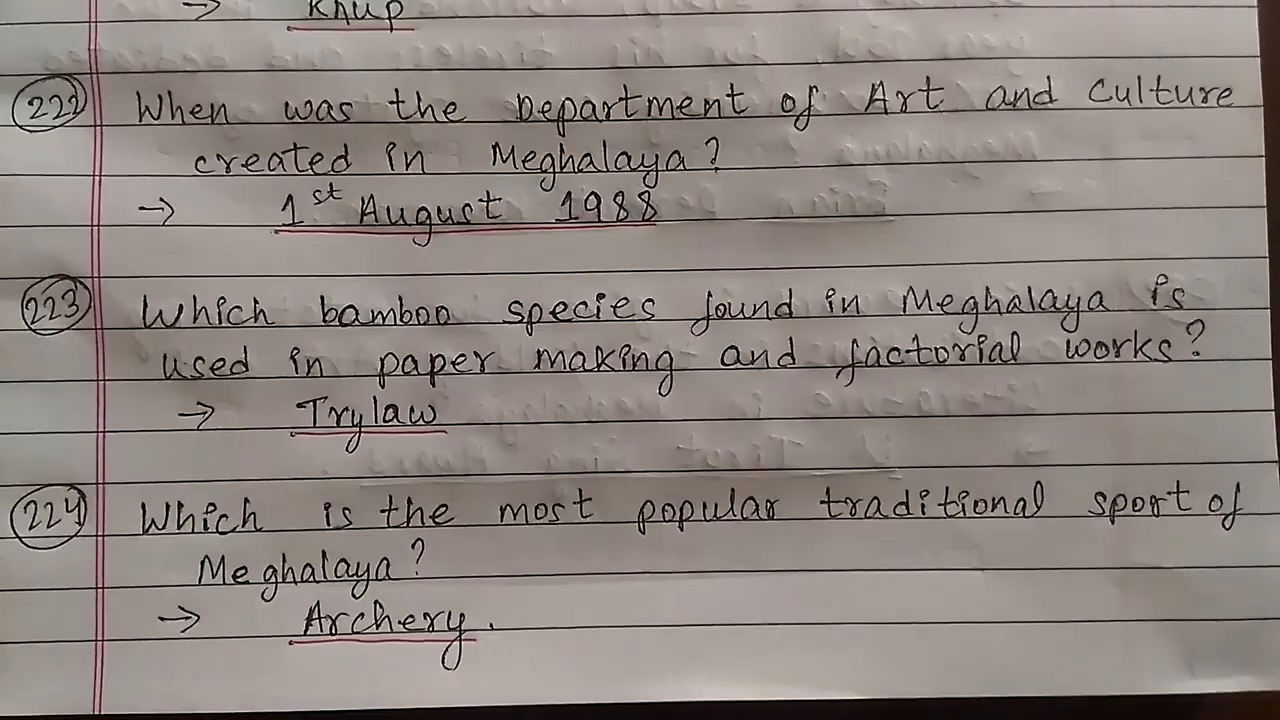 → Khup
222 When was the Department of Art and Culture
created in Meghalaya?
→ 1st August 1988
223 Which bamboo species found in Meghalaya is
used in paper making and factorial works?
→ Trylaw
224 Which is the most popular traditional sport of
Meghalaya?
→ Archery.